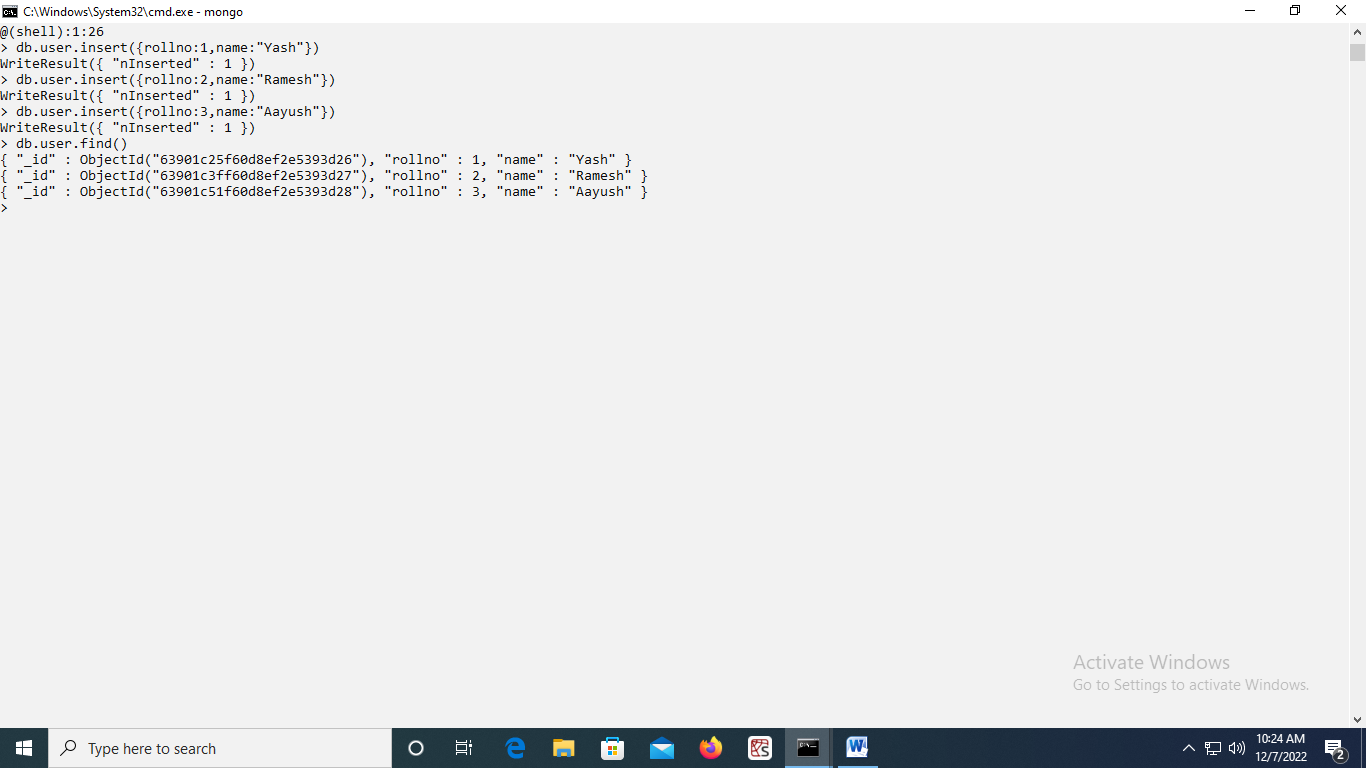 C:\Windows\System32\cmd.exe - mongo
@(shell):1:26
> db.user.insert({rollno:1,name:"Yash"})
WriteResult({ "nInserted" : 1 })
> db.user.insert({rollno:2,name:"Ramesh"})
WriteResult({ "nInserted" : 1 })
> db.user.insert({rollno:3,name:"Aayush"})
WriteResult({ "nInserted" : 1 })
> db.user.find()
{ "_id" : ObjectId("63901c25f60d8ef2e5393d26"), "rollno" : 1, "name" : "Yash" }
{ "_id" : ObjectId("63901c3ff60d8ef2e5393d27"), "rollno" : 2, "name" : "Ramesh" }
{ "_id" : ObjectId("63901c51f60d8ef2e5393d28"), "rollno" : 3, "name" : "Aayush" }
>
Activate Windows
Go to Settings to activate Windows.
Type here to search
10:24 AM
12/7/2022
2